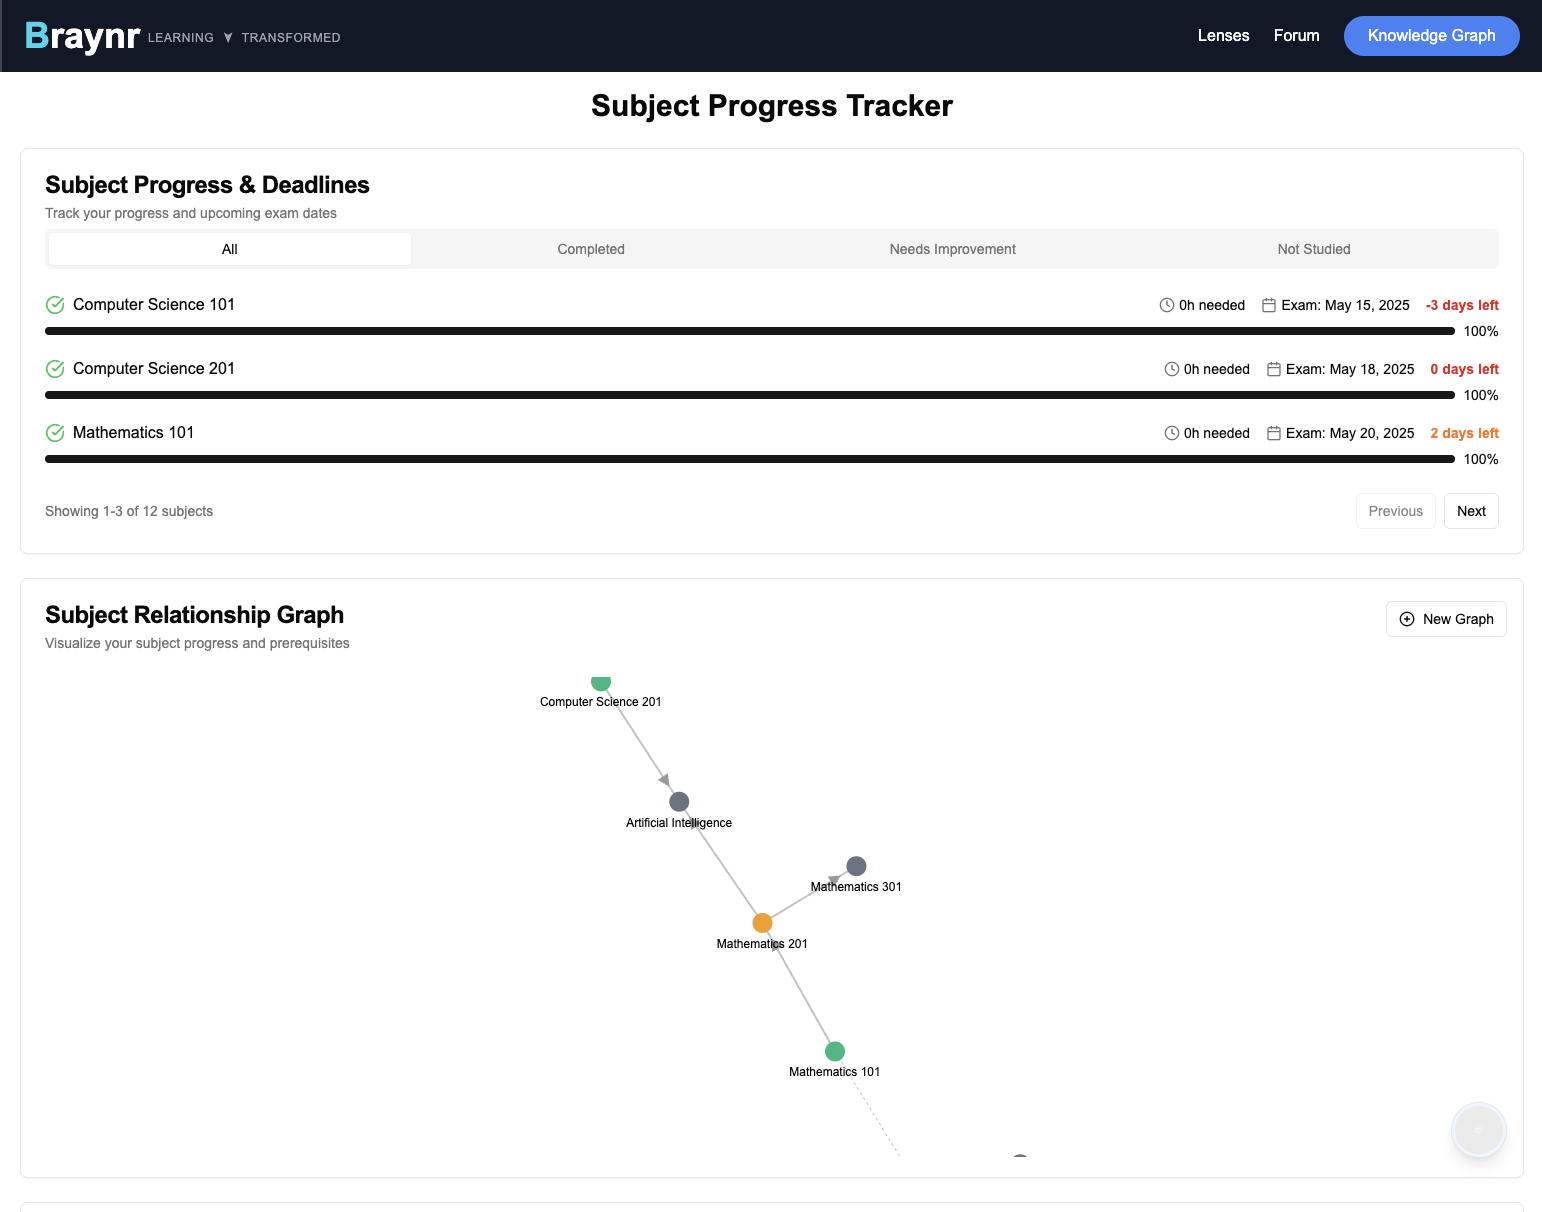 Braynr LEARNING TRANSFORMED
Lenses Forum Knowledge Graph
Subject Progress Tracker
Subject Progress & Deadlines
Track your progress and upcoming exam dates
All Completed Needs Improvement Not Studied
Computer Science 101 0h needed Exam: May 15, 2025 -3 days left
100%
Computer Science 201 0h needed Exam: May 18, 2025 0 days left
100%
Mathematics 101 0h needed Exam: May 20, 2025 2 days left
100%
Showing 1-3 of 12 subjects Previous Next
Subject Relationship Graph
New Graph
Visualize your subject progress and prerequisites
Computer Science 201
Artificial Intelligence
Mathematics 301
Mathematics 201
Mathematics 101